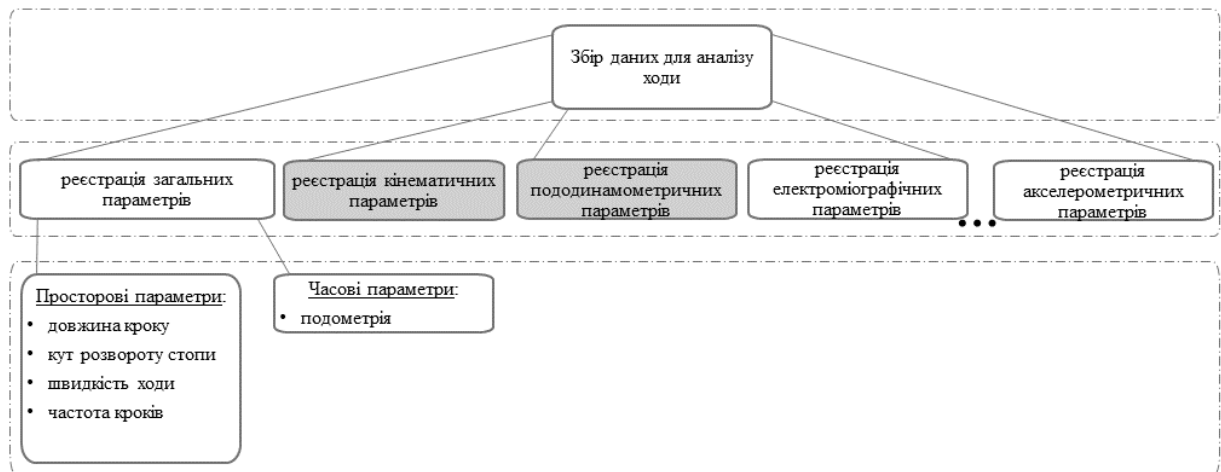 Збір даних для аналізу
ходи
реєстрація загальних
параметрів
реєстрація кінематичних
параметрів
реєстрація
пододинамометричних
параметрів
реєстрація
електроміографічних
параметрів
...
реєстрація
акселерометричних
параметрів
Просторові параметри:
• довжина кроку
• кут розвороту стопи
• швидкість ходи
• частота кроків
Часові параметри:
• подометрія